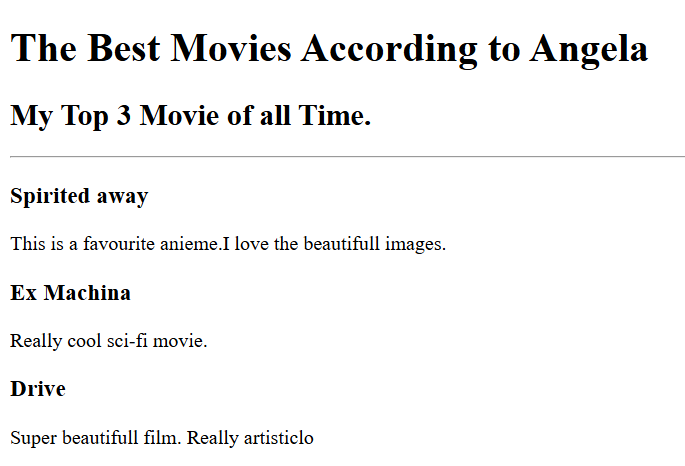 The Best Movies According to Angela
My Top 3 Movie of all Time.
Spirited away
This is a favourite anieme.I love the beautifull images.
Ex Machina
Really cool sci-fi movie.
Drive
Super beautifull film. Really artisticlo